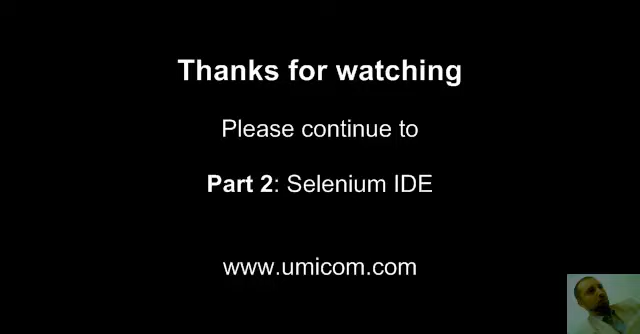 Thanks for watching
Please continue to
Part 2: Selenium IDE
www.umicom.com